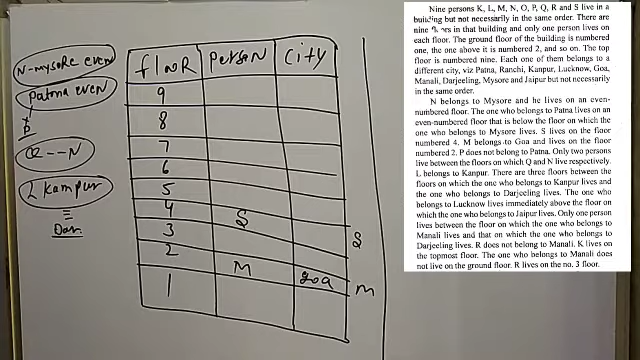 N-mysoRe even
Patna even
P
Q -- N
L Kampur
Dar.
floor person City
9
8
7
6
5
4
3 S
2
1 M goa
S
M
Nine persons K, L, M, N, O, P, Q, R and S live in a
building but not necessarily in the same order. There are
nine floors in that building and only one person lives on
each floor. The ground floor of the building is numbered
one, the one above it is numbered 2, and so on. The top
floor is numbered nine. Each one of them belongs to a
different city, viz Patna, Ranchi, Kanpur, Lucknow, Goa,
Manali, Darjeeling, Mysore and Jaipur but not necessarily
in the same order.
N belongs to Mysore and he lives on an even-
numbered floor. The one who belongs to Patna lives on an
even-numbered floor that is below the floor on which the
one who belongs to Mysore lives. S lives on the floor
numbered 4. M belongs to Goa and lives on the floor
numbered 2. P does not belong to Patna. Only two persons
live between the floors on which Q and N live respectively.
L belongs to Kanpur. There are three floors between the
floors on which the one who belongs to Kanpur lives and
the one who belongs to Darjeeling lives. The one who
belongs to Lucknow lives immediately above the floor on
which the one who belongs to Jaipur lives. Only one person
lives between the floor on which the one who belongs to
Manali lives and that on which the one who belongs to
Darjeeling lives. R does not belong to Manali. K lives on
the topmost floor. The one who belongs to Manali does
not live on the ground floor. R lives on the no. 3 floor.